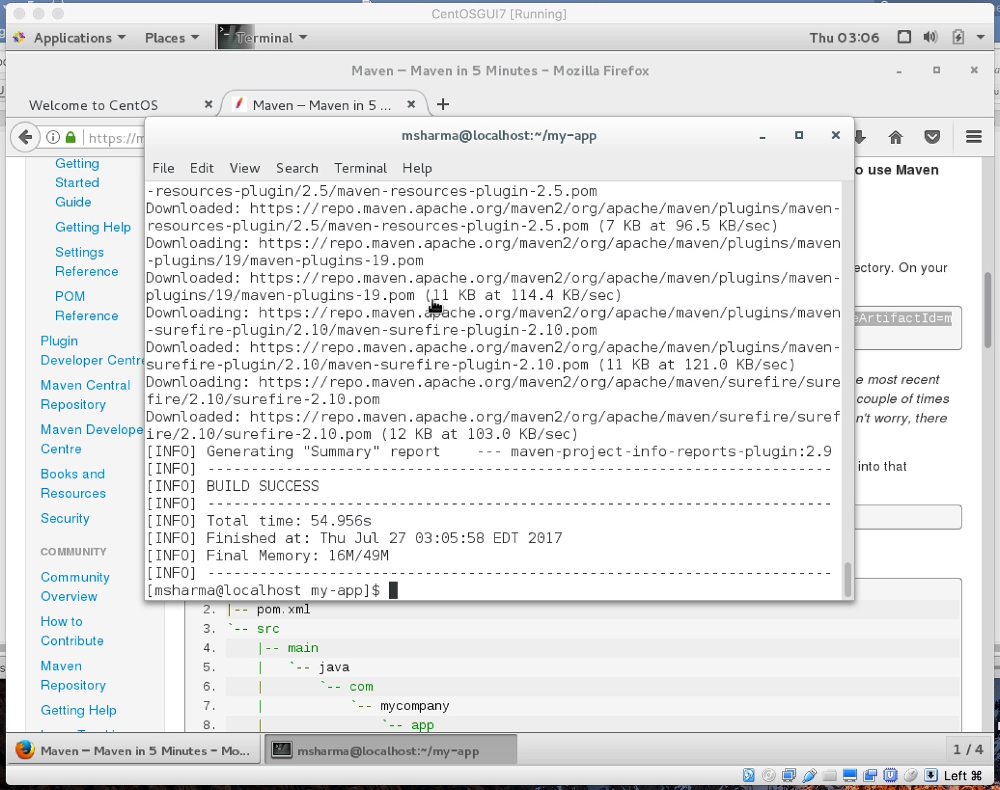 CentOSGUI7 [Running]
Applications Places Terminal Thu 03:06
Maven – Maven in 5 Minutes – Mozilla Firefox
Welcome to CentOS Maven – Maven in 5 ...
https://m
msharma@localhost:~/my-app
File Edit View Search Terminal Help
-resources-plugin/2.5/maven-resources-plugin-2.5.pom
Downloaded: https://repo.maven.apache.org/maven2/org/apache/maven/plugins/maven-
resources-plugin/2.5/maven-resources-plugin-2.5.pom (7 KB at 96.5 KB/sec)
Downloading: https://repo.maven.apache.org/maven2/org/apache/maven/plugins/maven
-plugins/19/maven-plugins-19.pom
Downloaded: https://repo.maven.apache.org/maven2/org/apache/maven/plugins/maven-
plugins/19/maven-plugins-19.pom (11 KB at 114.4 KB/sec)
Downloading: https://repo.maven.apache.org/maven2/org/apache/maven/plugins/maven
-surefire-plugin/2.10/maven-surefire-plugin-2.10.pom
Downloaded: https://repo.maven.apache.org/maven2/org/apache/maven/plugins/maven-
surefire-plugin/2.10/maven-surefire-plugin-2.10.pom (11 KB at 121.0 KB/sec)
Downloading: https://repo.maven.apache.org/maven2/org/apache/maven/surefire/sure
fire/2.10/surefire-2.10.pom
Downloaded: https://repo.maven.apache.org/maven2/org/apache/maven/surefire/suref
ire/2.10/surefire-2.10.pom (12 KB at 103.0 KB/sec)
[INFO] Generating "Summary" report    --- maven-project-info-reports-plugin:2.9
[INFO] ------------------------------------------------------------------------
[INFO] BUILD SUCCESS
[INFO] ------------------------------------------------------------------------
[INFO] Total time: 54.956s
[INFO] Finished at: Thu Jul 27 03:05:58 EDT 2017
[INFO] Final Memory: 16M/49M
[INFO] ------------------------------------------------------------------------
[msharma@localhost my-app]$
Getting
Started
Guide
Getting Help
Settings
Reference
POM
Reference
Plugin
Developer Centre
Maven Central
Repository
Maven Develope
Centre
Books and
Resources
Security
COMMUNITY
Community
Overview
How to
Contribute
Maven
Repository
Getting Help
o use Maven
ectory. On your
eArtifactId=m
e most recent
couple of times
n't worry, there
into that
2. |-- pom.xml
3. `-- src
4.     |-- main
5.     |   `-- java
6.     |       `-- com
7.     |           `-- mycompany
8.     |               `-- app
Maven – Maven in 5 Minutes – Mo... msharma@localhost:~/my-app 1 / 4
Left ⌘